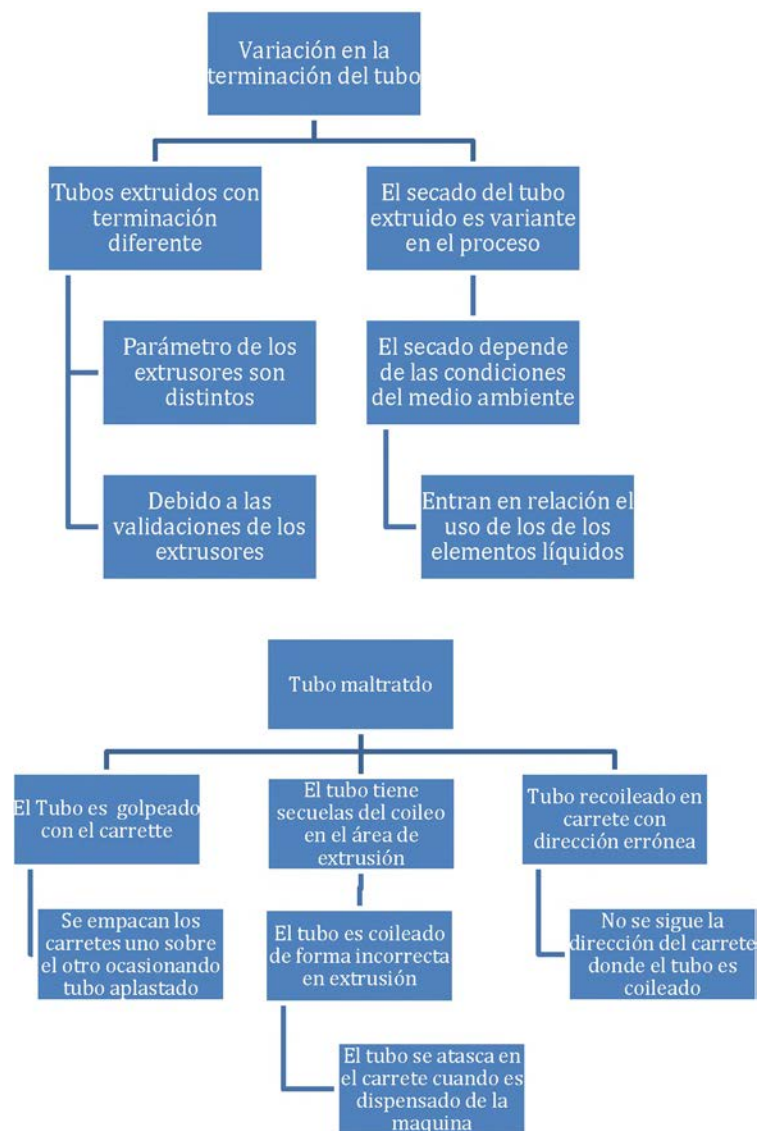 Variación en la
terminación del tubo
Tubos extruidos con
terminación
diferente
El secado del tubo
extruido es variante
en el proceso
Parámetro de los
extrusores son
distintos
El secado depende
de las condiciones
del medio ambiente
Debido a las
validaciones de los
extrusores
Entran en relación el
uso de los de los
elementos líquidos
Tubo maltratdo
El Tubo es golpeado
con el carrette
El tubo tiene
secuelas del coileo
en el área de
extrusión
Tubo recoileado en
carrete con
dirección errónea
Se empacan los
carretes uno sobre
el otro ocasionando
tubo aplastado
El tubo es coileado
de forma incorrecta
en extrusión
No se sigue la
dirección del carrete
donde el tubo es
coileado
El tubo se atasca en
el carrete cuando es
dispensado de la
maquina